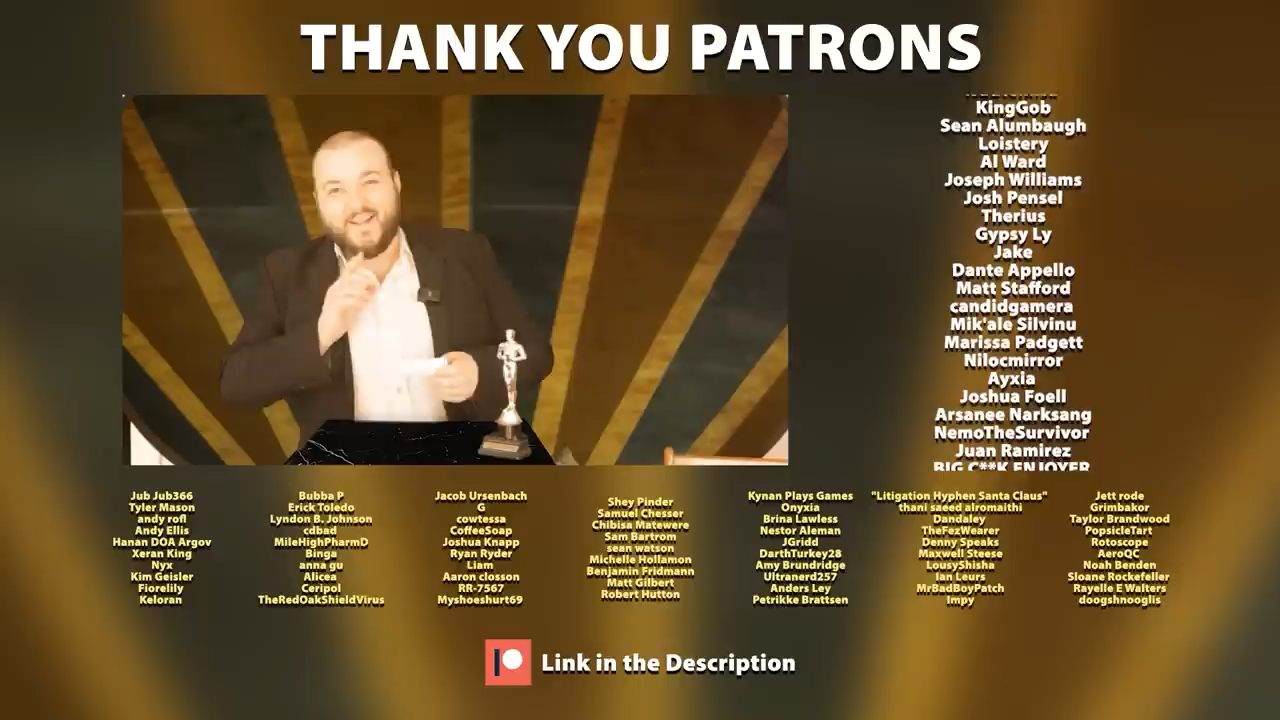 THANK YOU PATRONS
KingGob
Sean Alumbaugh
Loistery
Al Ward
Joseph Williams
Josh Pensel
Therius
Gypsy Ly
Jake
Dante Appello
Matt Stafford
candidgamera
Mik'ale Silvinu
Marissa Padgett
Nilocmirror
Ayxia
Joshua Foell
Arsanee Narksang
NemoTheSurvivor
Juan Ramirez
BIG C**K ENJOYER
Jub Jub366
Tyler Mason
andy rofl
Andy Ellis
Hanan DOA Argov
Xeran King
Nyx
Kim Geisler
Fiorelily
Keloran
Bubba P
Erick Toledo
Lyndon B. Johnson
cdbad
MileHighPharmD
Binga
anna gu
Alicea
Ceripol
TheRedOakShieldVirus
Jacob Ursenbach
G
cowtessa
CoffeeSoap
Joshua Knapp
Ryan Ryder
Liam
Aaron closson
RR-7567
Myshoeshurt69
Shey Pinder
Samuel Chesser
Chibisa Matewere
Sam Bartrom
sean watson
Michelle Hollamon
Benjamin Fridmann
Matt Gilbert
Robert Hutton
Kynan Plays Games
Onyxia
Brina Lawless
Nestor Aleman
JGridd
DarthTurkey28
Amy Brundridge
Ultranerd257
Anders Ley
Petrikke Brattsen
"Litigation Hyphen Santa Claus"
thani saeed alromaithi
Dandaley
TheFezWearer
Denny Speaks
Maxwell Steese
LousyShisha
Ian Leurs
MrBadBoyPatch
Impy
Jett rode
Grimbakor
Taylor Brandwood
PopsicleTart
Rotoscope
AeroQC
Noah Benden
Sloane Rockefeller
Rayelle E Walters
doogshnooglis
Link in the Description